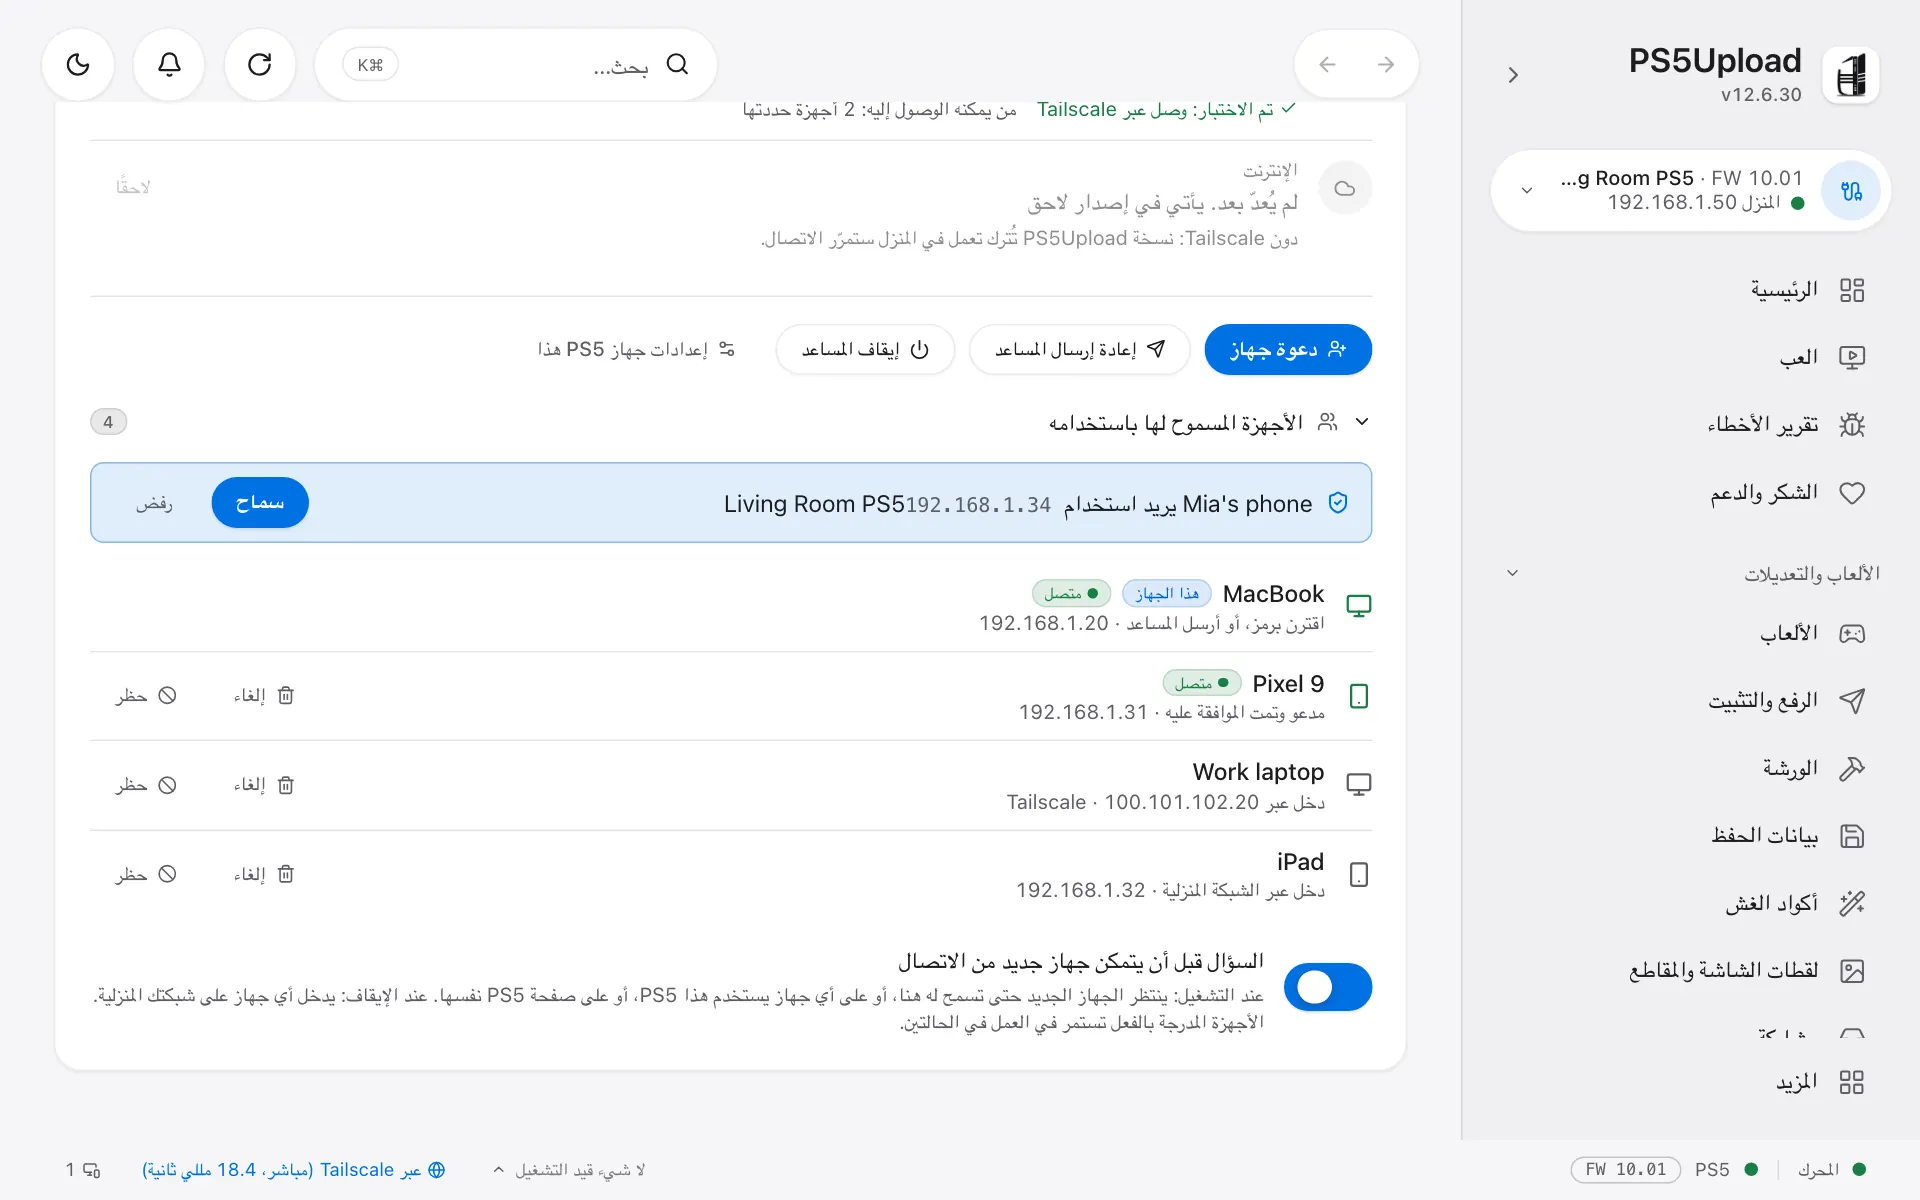 PS5Upload
v12.6.30
...g Room PS5 · FW 10.01
المنزل 192.168.1.50
الرئيسية
العب
تقرير الأخطاء
الشكر والدعم
الألعاب والتعديلات
الألعاب
الرفع والتثبيت
الورشة
بيانات الحفظ
أكواد الغش
لقطات الشاشة والمقاطع
المزيد
بحث...
⌘K
تم الاختبار: وصل عبر Tailscale من يمكنه الوصول إليه: 2 أجهزة حددتها
الإنترنت
لم يُعدّ بعد. يأتي في إصدار لاحق
دون Tailscale: نسخة PS5Upload تُترك تعمل في المنزل ستمرّر الاتصال.
لاحقًا
دعوة جهاز
إعادة إرسال المساعد
إيقاف المساعد
إعدادات جهاز PS5 هذا
الأجهزة المسموح لها باستخدامه
4
Mia's phone يريد استخدام Living Room PS5 192.168.1.34
سماح
رفض
MacBook هذا الجهاز متصل
اقترن برمز، أو أرسل المساعد · 192.168.1.20
Pixel 9 متصل
مدعو وتمت الموافقة عليه · 192.168.1.31
إلغاء
حظر
Work laptop
دخل عبر Tailscale · 100.101.102.20
إلغاء
حظر
iPad
دخل عبر الشبكة المنزلية · 192.168.1.32
إلغاء
حظر
السؤال قبل أن يتمكن جهاز جديد من الاتصال
عند التشغيل: ينتظر الجهاز الجديد حتى تسمح له هنا، أو على أي جهاز يستخدم هذا PS5، أو على صفحة PS5 نفسها. عند الإيقاف: يدخل أي جهاز على شبكتك المنزلية.
الأجهزة المدرجة بالفعل تستمر في العمل في الحالتين.
المحرك
PS5
FW 10.01
لا شيء قيد التشغيل
عبر Tailscale (مباشر، 18.4 مللي ثانية)
1